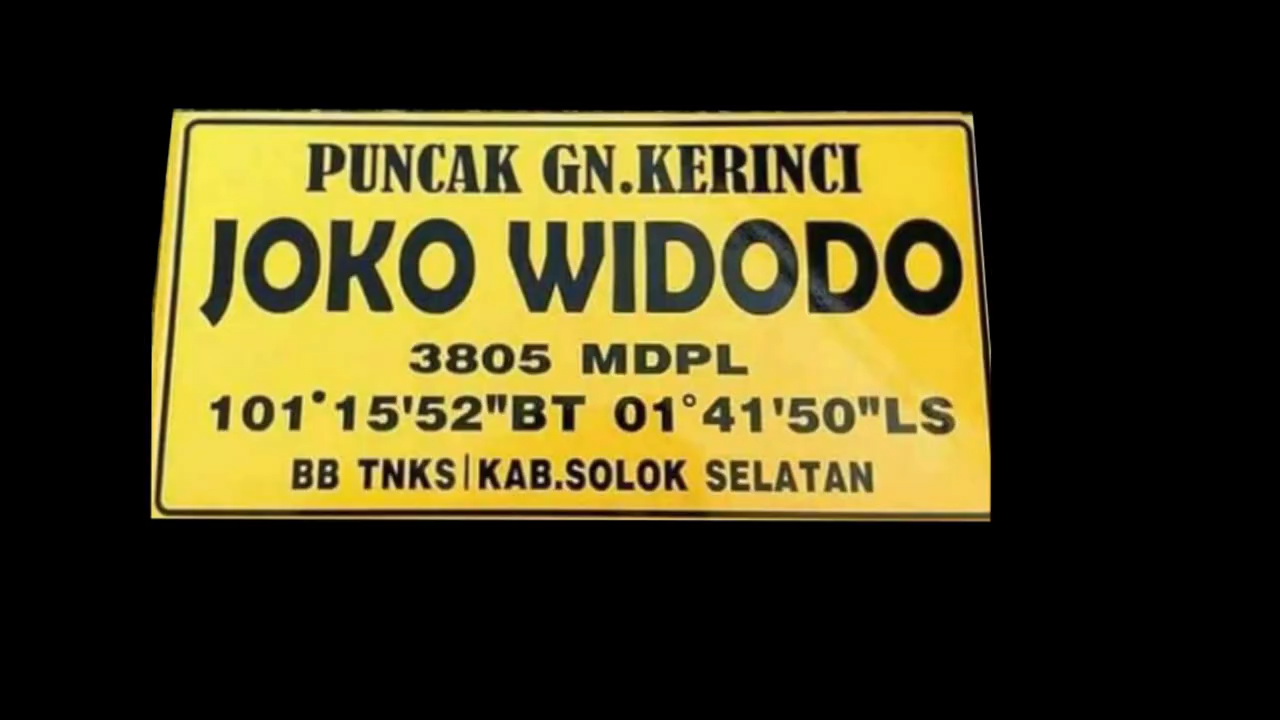 PUNCAK GN.KERINCI
JOKO WIDODO
3805 MDPL
101°15'52"BT 01°41'50"LS
BB TNKS|KAB.SOLOK SELATAN